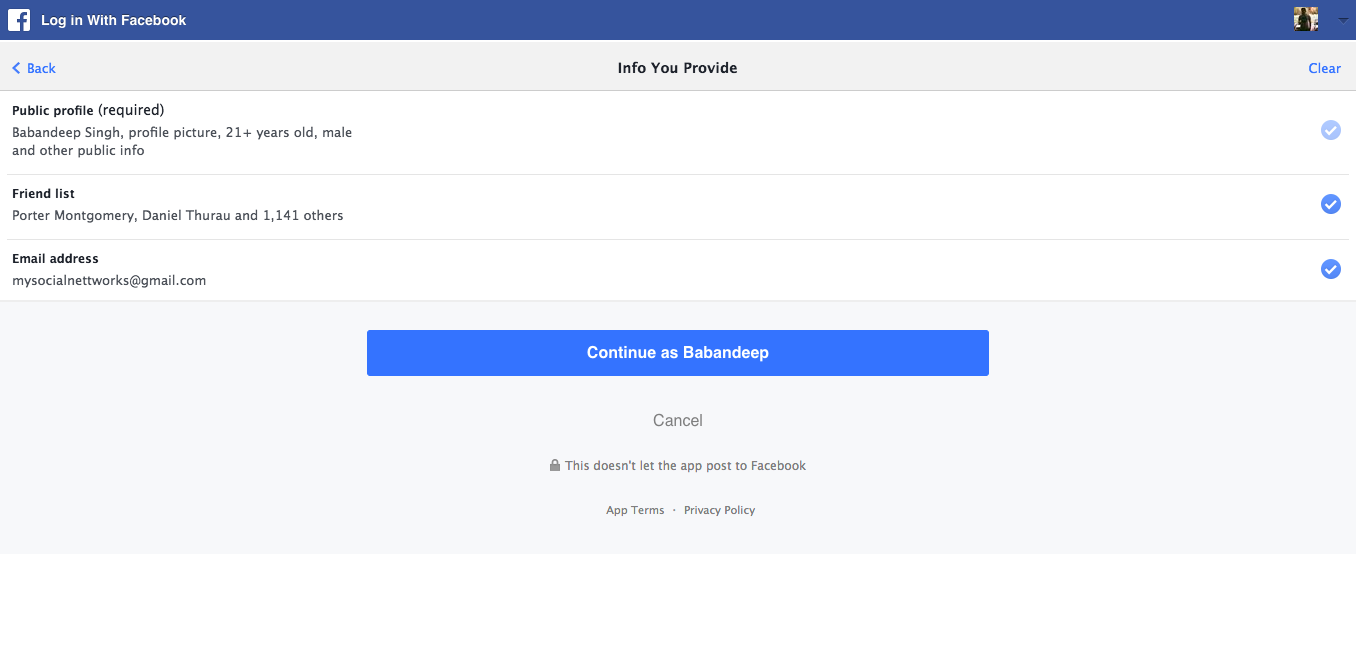 Log in With Facebook
Back
Info You Provide
Clear
Public profile (required)
Babandeep Singh, profile picture, 21+ years old, male
and other public info
Friend list
Porter Montgomery, Daniel Thurau and 1,141 others
Email address
mysocialnettworks@gmail.com
Continue as Babandeep
Cancel
This doesn't let the app post to Facebook
App Terms · Privacy Policy